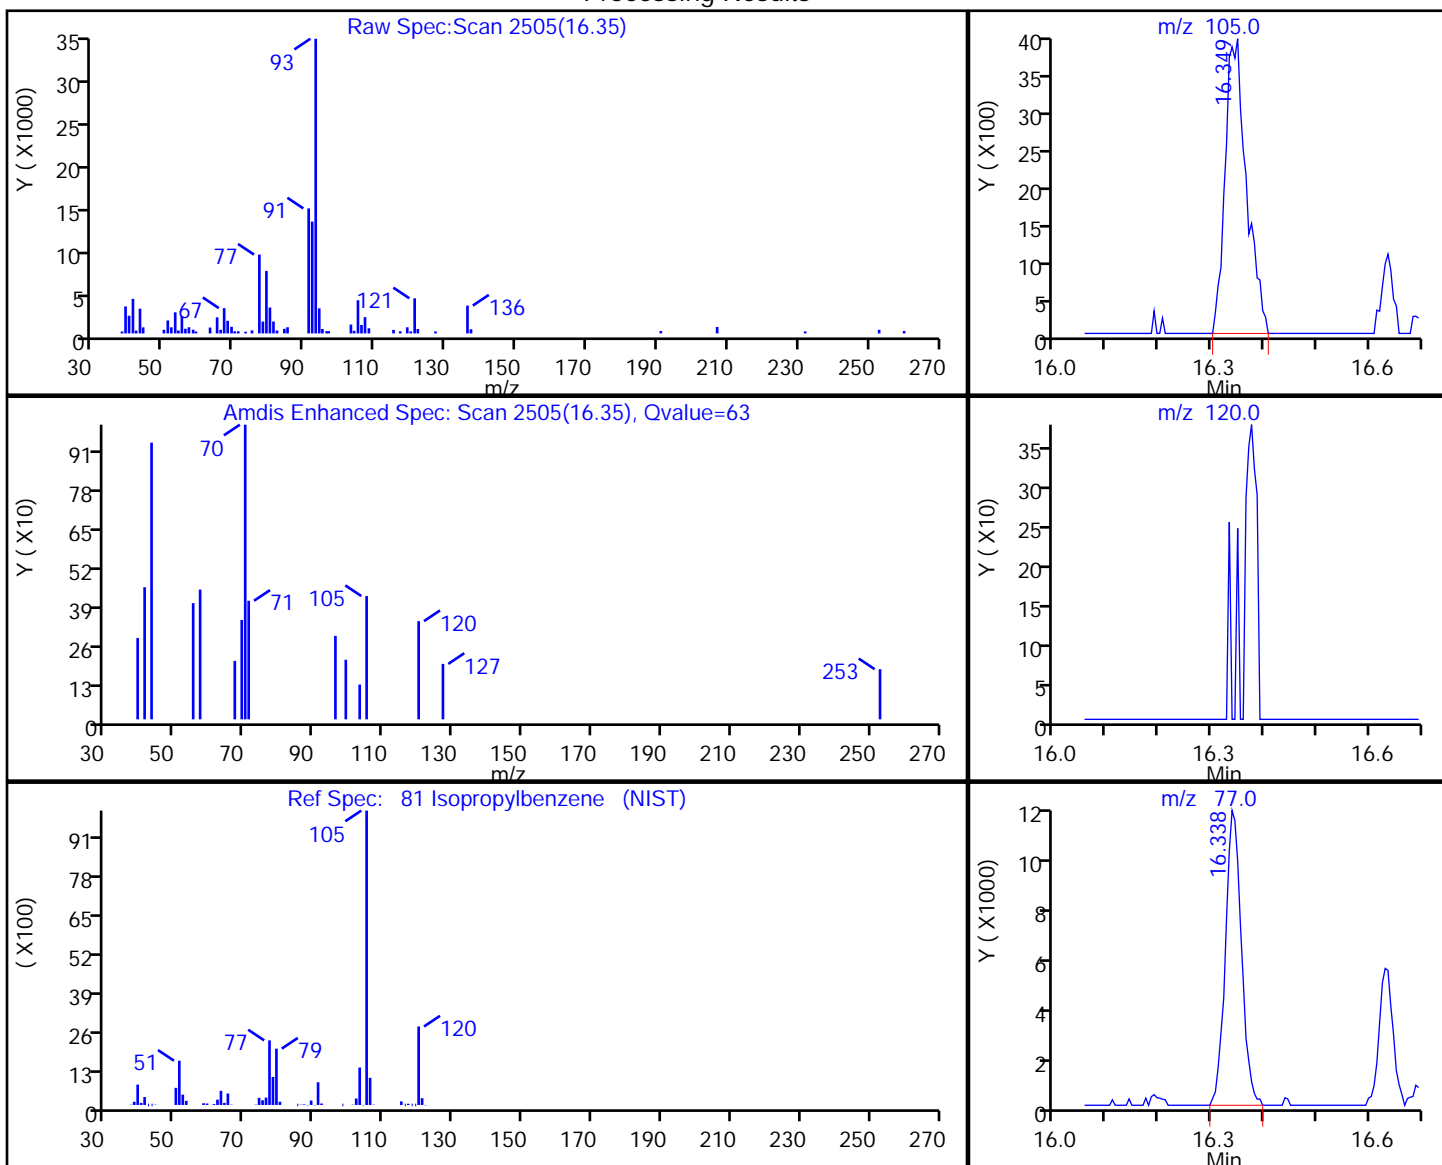 Processing Results
Raw Spec:Scan 2505(16.35)
Y ( X1000)
35
30
25
20
15
10
5
0
93
91
77
67
121
136
30 50 70 90 110 130 150 170 190 210 230 250 270
m/z
m/z 105.0
Y ( X100)
40
35
30
25
20
15
10
5
0
16.349
16.0 16.3 16.6
Min
Amdis Enhanced Spec: Scan 2505(16.35), Qvalue=63
Y ( X10)
91
78
65
52
39
26
13
0
70
71
105
120
127
253
30 50 70 90 110 130 150 170 190 210 230 250 270
m/z
m/z 120.0
Y ( X10)
35
30
25
20
15
10
5
0
16.0 16.3 16.6
Min
Ref Spec: 81 Isopropylbenzene (NIST)
( X100)
91
78
65
52
39
26
13
0
105
51
77
79
120
30 50 70 90 110 130 150 170 190 210 230 250 270
m/z 77.0
Y ( X1000)
12
10
8
6
4
2
0
16.338
16.0 16.3 16.6
Min